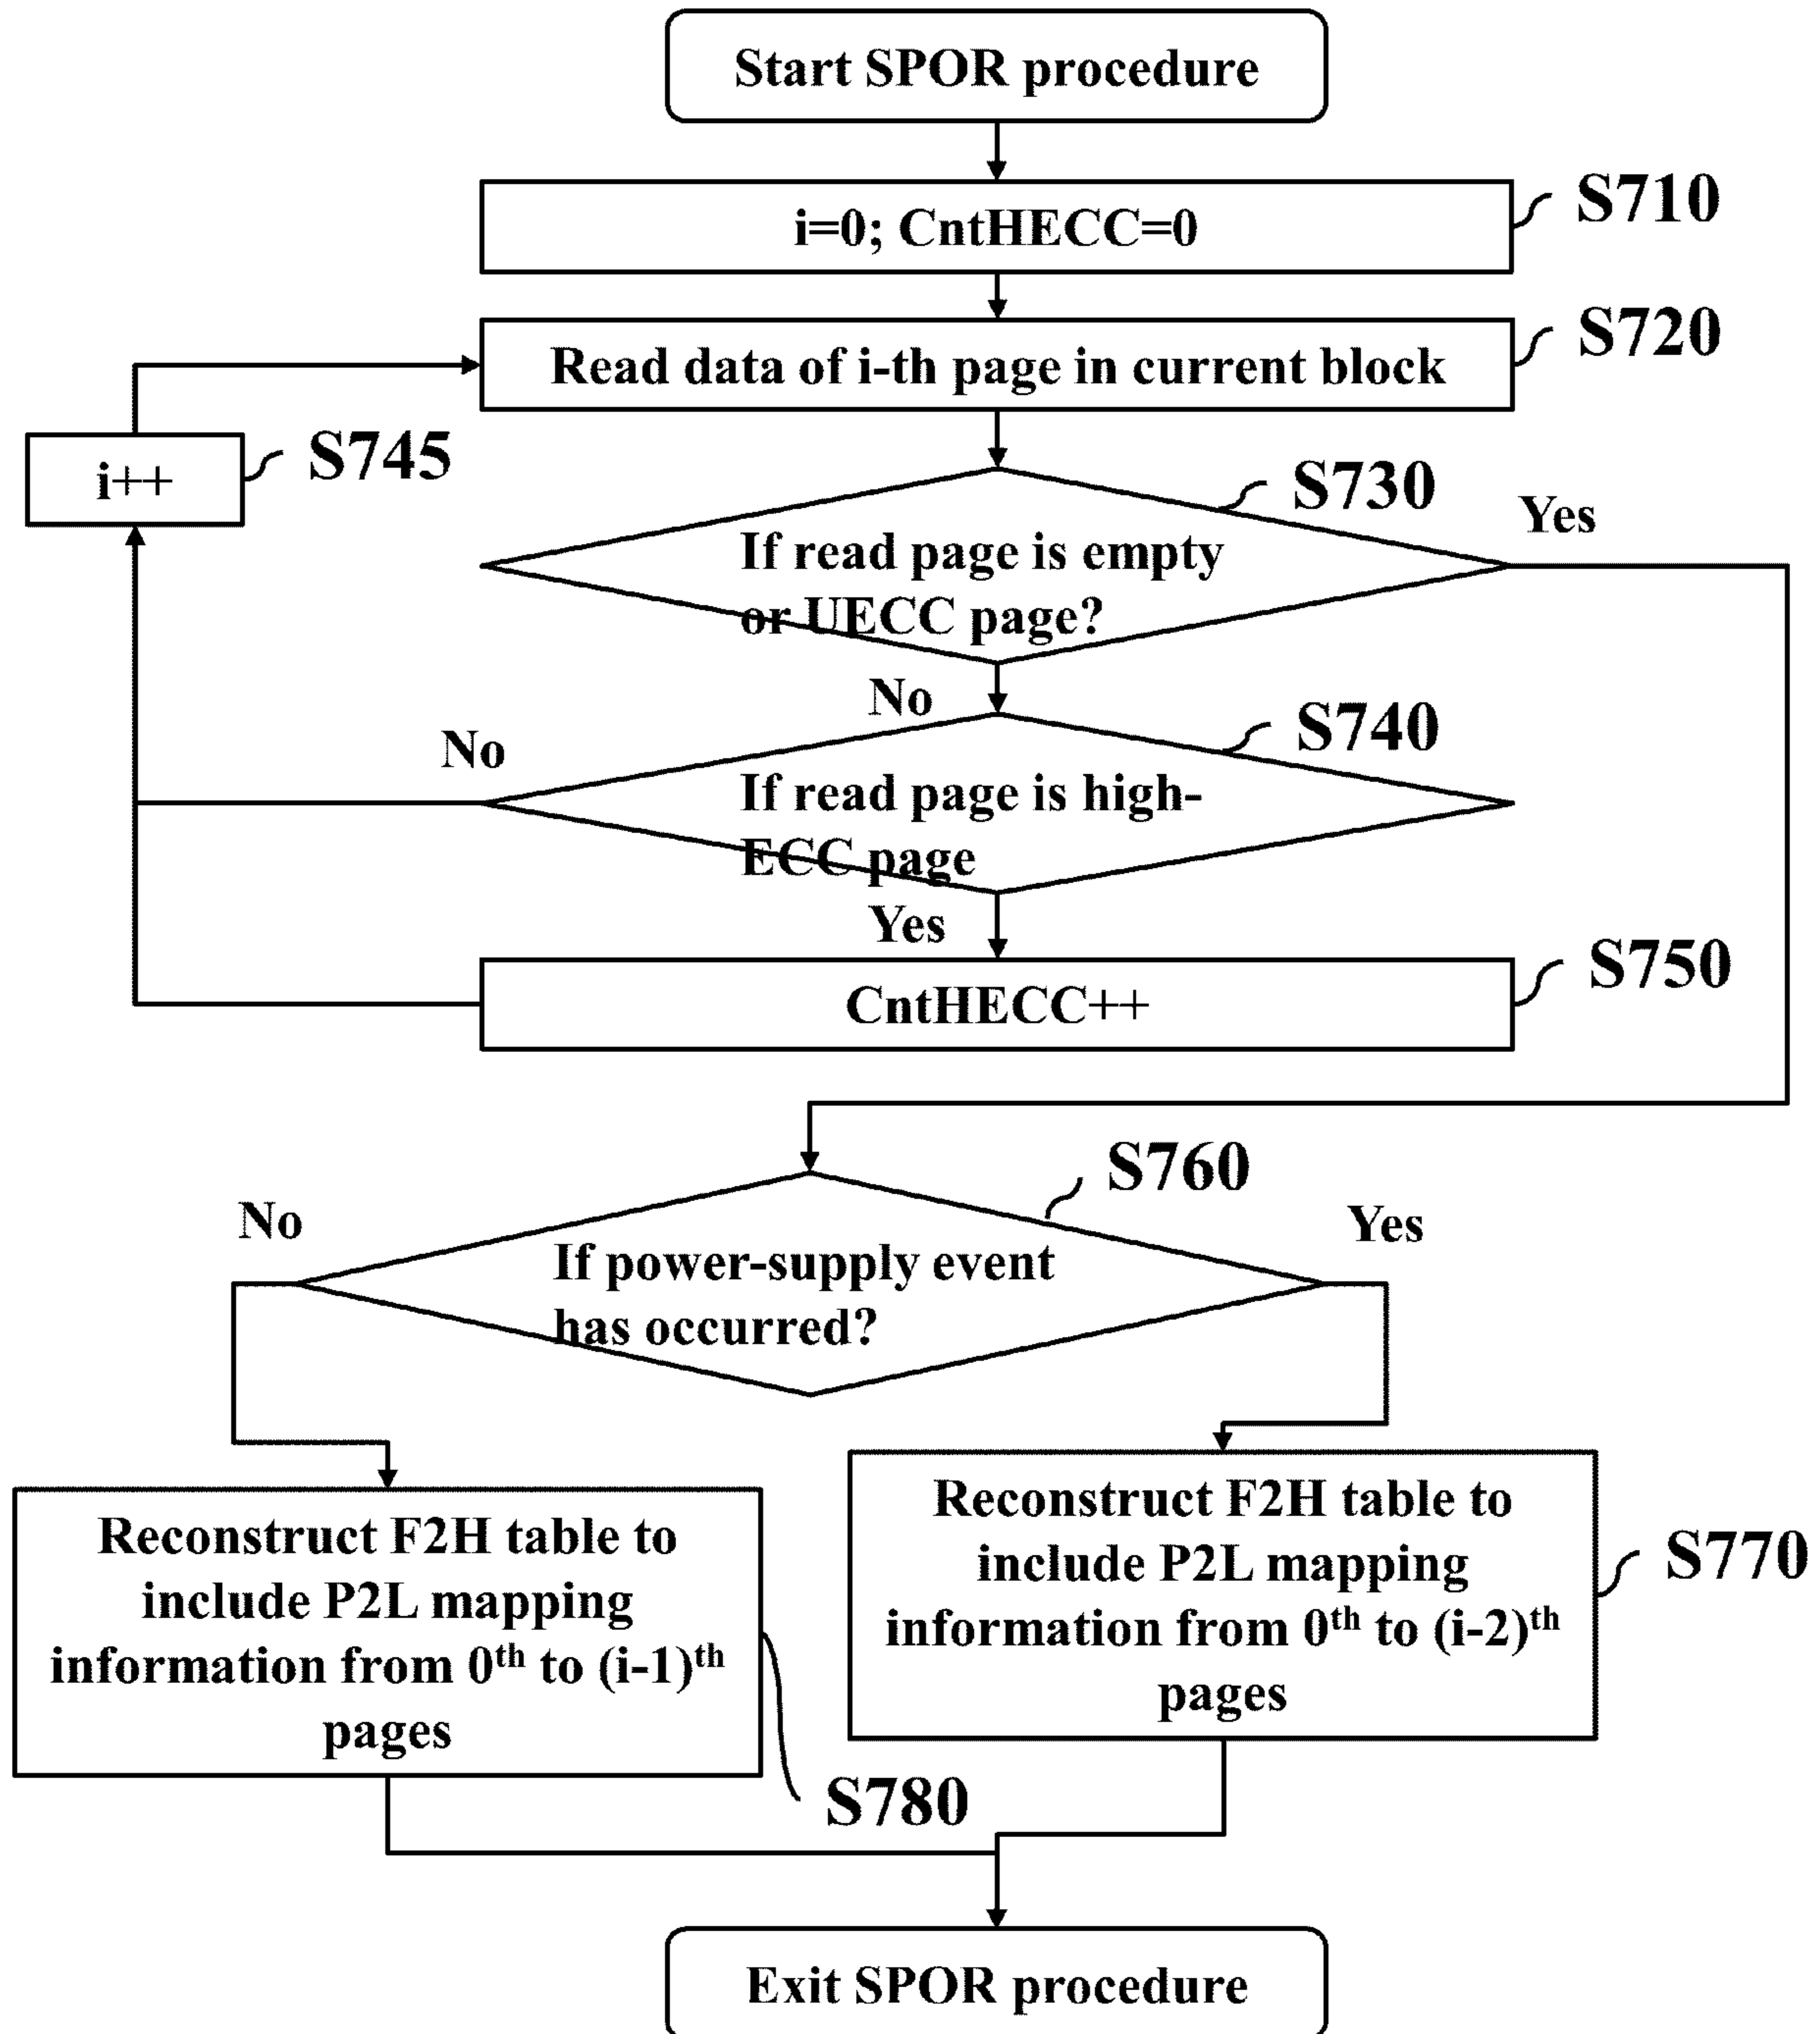 Start SPOR procedure
i=0; CntHECC=0
S710
Read data of i-th page in current block
S720
i++
S745
S730
If read page is empty
or UECC page?
Yes
No
S740
No
If read page is high-
ECC page
Yes
CntHECC++
S750
S760
No
If power-supply event
has occurred?
Yes
Reconstruct F2H table to
include P2L mapping
information from 0th to (i-1)th
pages
S780
Reconstruct F2H table to
include P2L mapping
information from 0th to (i-2)th
pages
S770
Exit SPOR procedure